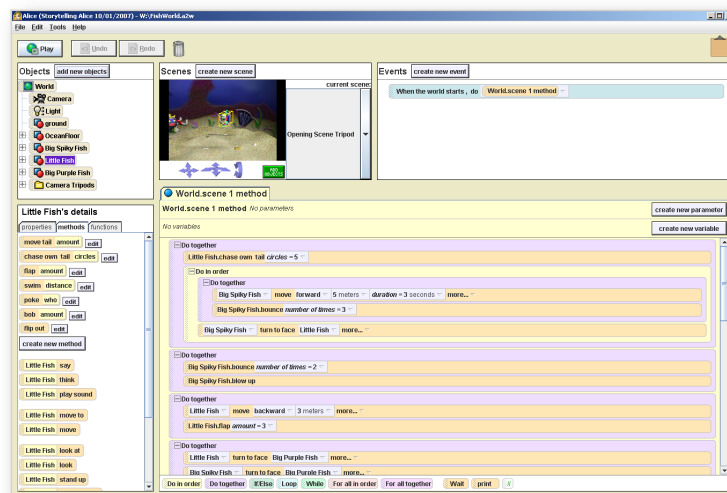 Alice (Storytelling Alice 10/01/2007) - W:\FishWorld.a2w
File Edit Tools Help
Play Undo Redo
Objects add new objects
World
Camera
Light
ground
OceanFloor
Big Spiky Fish
Little Fish
Big Purple Fish
Camera Tripods
Scenes create new scene
current scene:
Opening Scene Tripod
ADD OBJECTS
Events create new event
When the world starts , do World.scene 1 method
Little Fish's details
properties methods functions
move tail amount edit
chase own tail circles edit
flap amount edit
swim distance edit
poke who edit
bob amount edit
flip out edit
create new method
Little Fish say
Little Fish think
Little Fish play sound
Little Fish move to
Little Fish move
Little Fish look at
Little Fish look
Little Fish stand up
World.scene 1 method
World.scene 1 method No parameters create new parameter
No variables create new variable
Do together
Little Fish.chase own tail circles = 5
Do in order
Do together
Big Spiky Fish move forward 5 meters duration = 3 seconds more...
Big Spiky Fish.bounce number of times = 3
Big Spiky Fish turn to face Little Fish more...
Do together
Big Spiky Fish.bounce number of times = 2
Big Spiky Fish.blow up
Do together
Little Fish move backward 3 meters more...
Little Fish.flap amount = 3
Do together
Little Fish turn to face Big Purple Fish more...
Big Spiky Fish turn to face Big Purple Fish more...
Do in order Do together If/Else Loop While For all in order For all together Wait print //